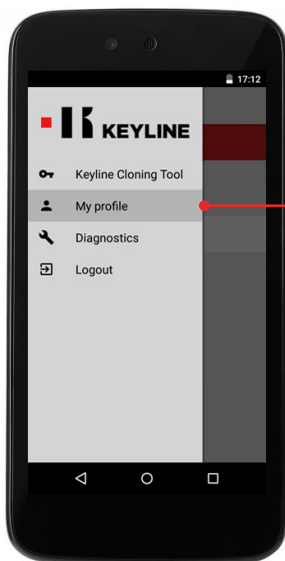 17:12
KEYLINE
Keyline Cloning Tool
My profile
Diagnostics
Logout